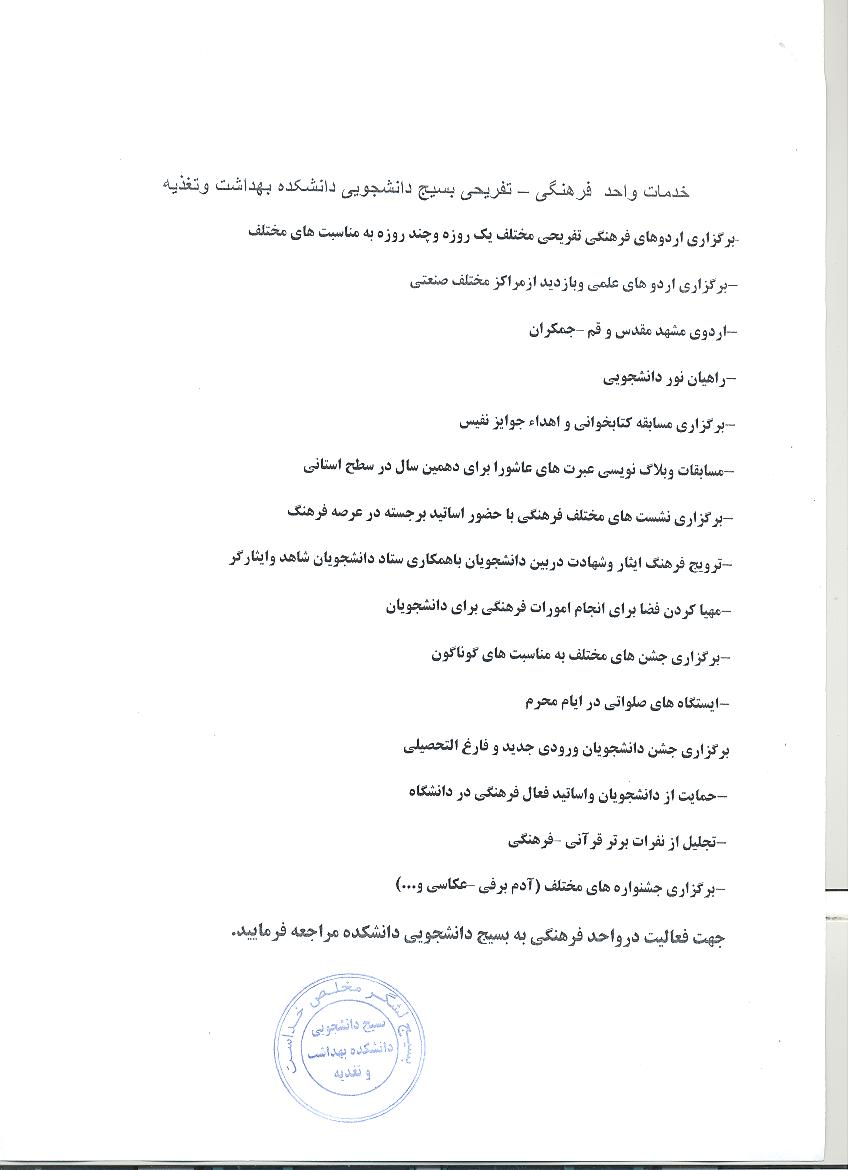 خدمات واحد فرهنگی – تفریحی بسیج دانشجویی دانشکده بهداشت وتغذیه
-برگزاری اردوهای فرهنگی تفریحی مختلف یک روزه وچند روزه به مناسبت های مختلف
–برگزاری اردو های علمی وبازدید ازمراکز مختلف صنعتی
–اردوی مشهد مقدس و قم –جمکران
–راهیان نور دانشجویی
–برگزاری مسابقه کتابخوانی و اهداء جوایز نفیس
–مسابقات وبلاگ نویسی عبرت های عاشورا برای دهمین سال در سطح استانی
–برگزاری نشست های مختلف فرهنگی با حضور اساتید برجسته در عرصه فرهنگ
–ترویج فرهنگ ایثار وشهادت دربین دانشجویان باهمکاری ستاد دانشجویان شاهد وایثارگر
–مهیا کردن فضا برای انجام امورات فرهنگی برای دانشجویان
–برگزاری جشن های مختلف به مناسبت های گوناگون
–ایستگاه های صلواتی در ایام محرم
برگزاری جشن دانشجویان ورودی جدید و فارغ التحصیلی
–حمایت از دانشجویان واساتید فعال فرهنگی در دانشگاه
–تجلیل از نفرات برتر قرآنی –فرهنگی
–برگزاری جشنواره های مختلف (آدم برفی –عکاسی و...)
جهت فعالیت درواحد فرهنگی به بسیج دانشجویی دانشکده مراجعه فرمایید.
بسیج لشگر مخلص خداست
بسیج دانشجویی
دانشکده بهداشت
و تغذیه